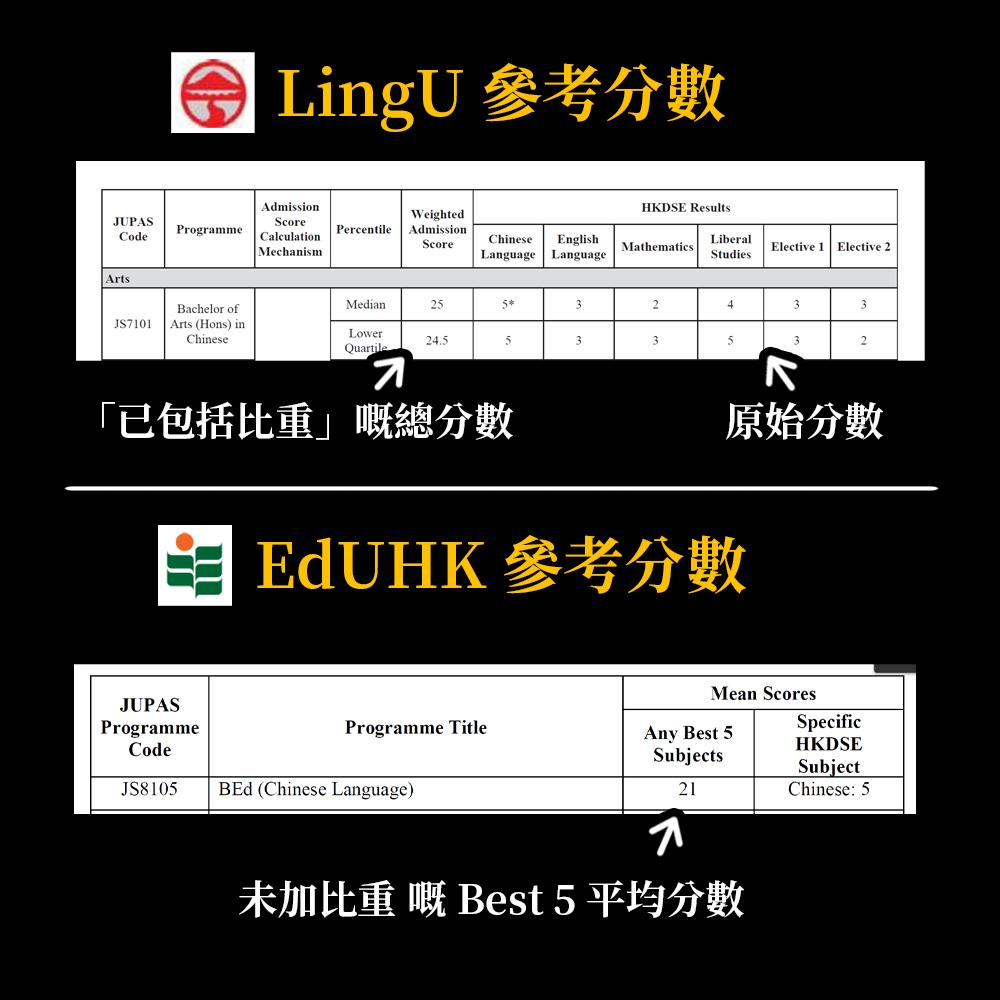 LingU 參考分數
JUPAS Code | Programme | Admission Score Calculation Mechanism | Percentile | Weighted Admission Score | HKDSE Results
Chinese Language | English Language | Mathematics | Liberal Studies | Elective 1 | Elective 2
Arts
JS7101 | Bachelor of Arts (Hons) in Chinese | Median | 25 | 5* | 3 | 2 | 4 | 3 | 3
Lower Quartile | 24.5 | 5 | 3 | 3 | 5 | 3 | 2
「已包括比重」嘅總分數
原始分數
EdUHK 參考分數
JUPAS Programme Code | Programme Title | Mean Scores
Any Best 5 Subjects | Specific HKDSE Subject
JS8105 | BEd (Chinese Language) | 21 | Chinese: 5
未加比重 嘅 Best 5 平均分數